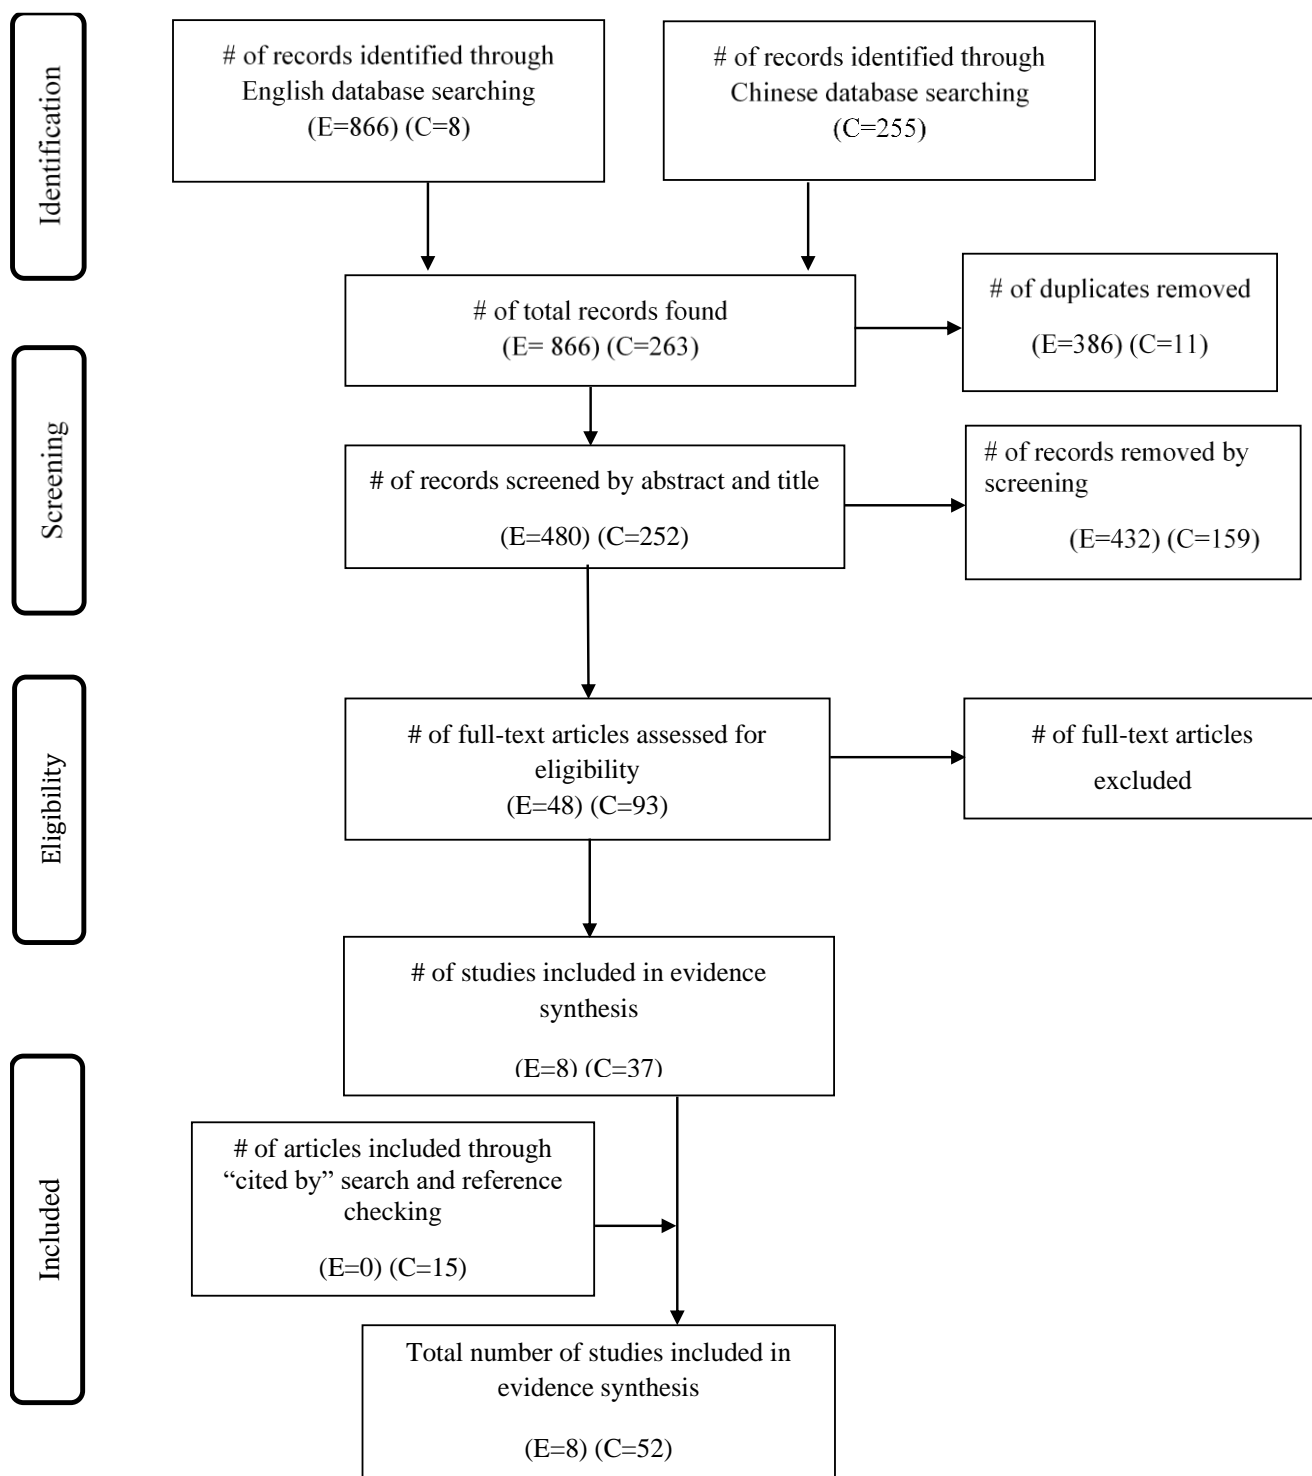 Identification
# of records identified through
English database searching
(E=866) (C=8)
# of records identified through
Chinese database searching
(C=255)
# of total records found
(E= 866) (C=263)
# of duplicates removed
(E=386) (C=11)
Screening
# of records screened by abstract and title
(E=480) (C=252)
# of records removed by
screening
(E=432) (C=159)
Eligibility
# of full-text articles assessed for
eligibility
(E=48) (C=93)
# of full-text articles
excluded
# of studies included in evidence
synthesis
(E=8) (C=37)
Included
# of articles included through
“cited by” search and reference
checking
(E=0) (C=15)
Total number of studies included in
evidence synthesis
(E=8) (C=52)